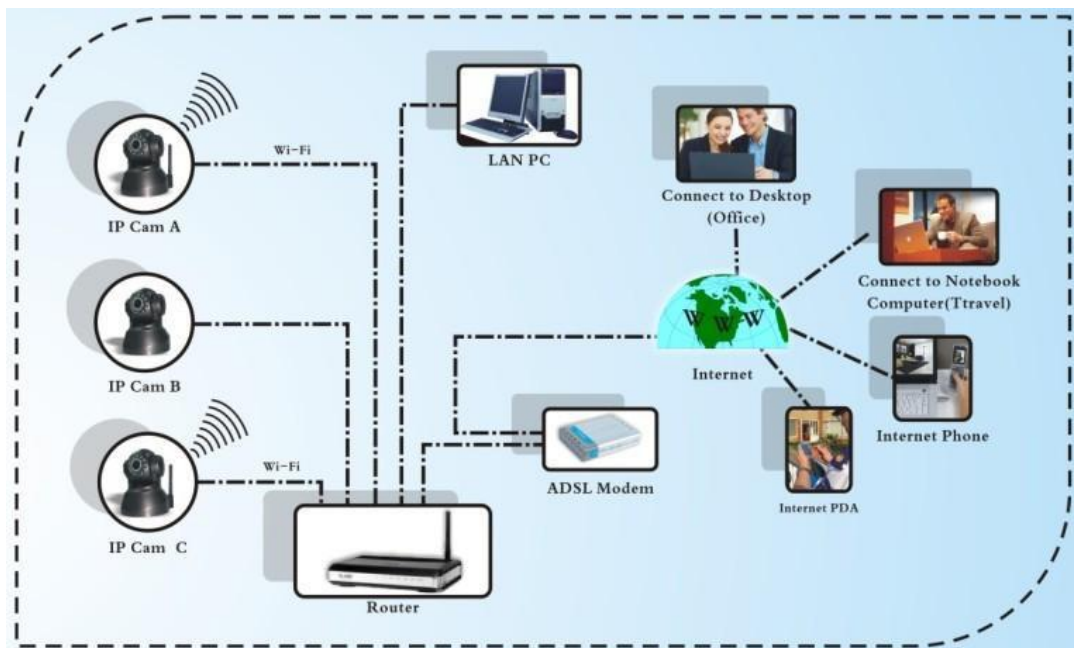 Wi-Fi
IP Cam A
LAN PC
Connect to Desktop
(Office)
Connect to Notebook
Computer(Ttravel)
IP Cam B
W W W
Internet
Internet Phone
Wi-Fi
IP Cam C
ADSL Modem
Internet PDA
Router